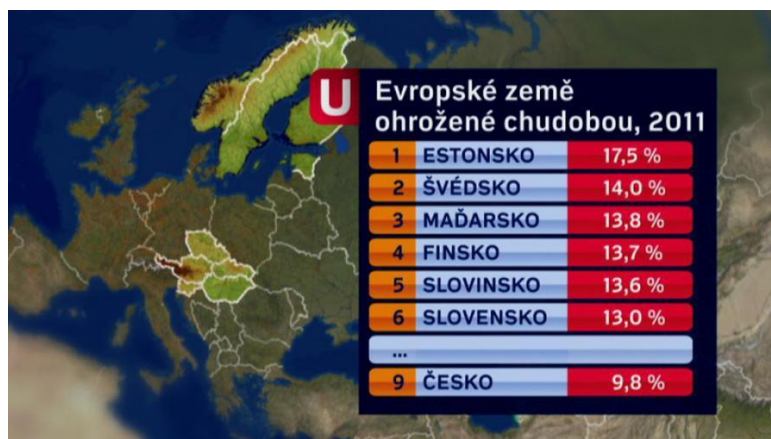 U
Evropské země
ohrožené chudobou, 2011
1 ESTONSKO 17,5 %
2 ŠVÉDSKO 14,0 %
3 MAĎARSKO 13,8 %
4 FINSKO 13,7 %
5 SLOVINSKO 13,6 %
6 SLOVENSKO 13,0 %
...
9 ČESKO 9,8 %